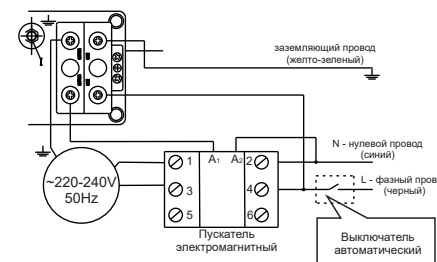 заземляющий провод
(желто-зеленый)
N - нулевой провод
(синий)
L - фазный пров
(черный)
1 A1 A2 2
3 4
5 6
~220-240V
50Hz
Пускатель
электромагнитный
Выключатель
автоматический